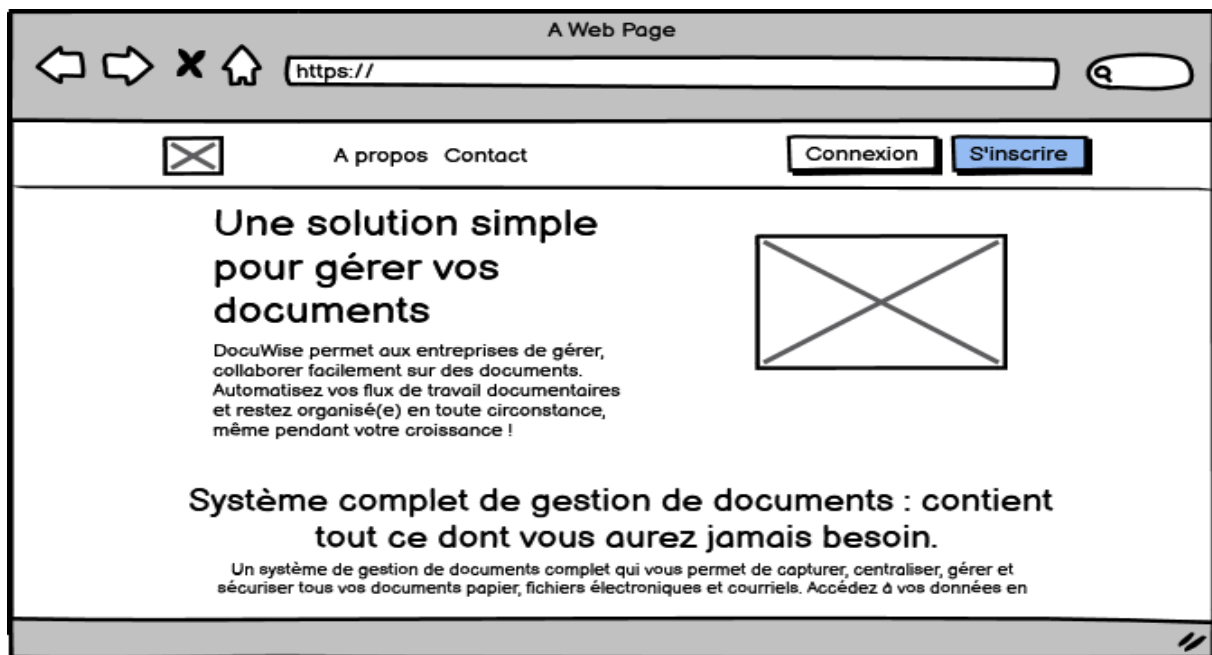 A Web Page
https://
A propos Contact Connexion S'inscrire
Une solution simple
pour gérer vos
documents
DocuWise permet aux entreprises de gérer,
collaborer facilement sur des documents.
Automatisez vos flux de travail documentaires
et restez organisé(e) en toute circonstance,
même pendant votre croissance !
Système complet de gestion de documents : contient
tout ce dont vous aurez jamais besoin.
Un système de gestion de documents complet qui vous permet de capturer, centraliser, gérer et
sécuriser tous vos documents papier, fichiers électroniques et courriels. Accédez à vos données en